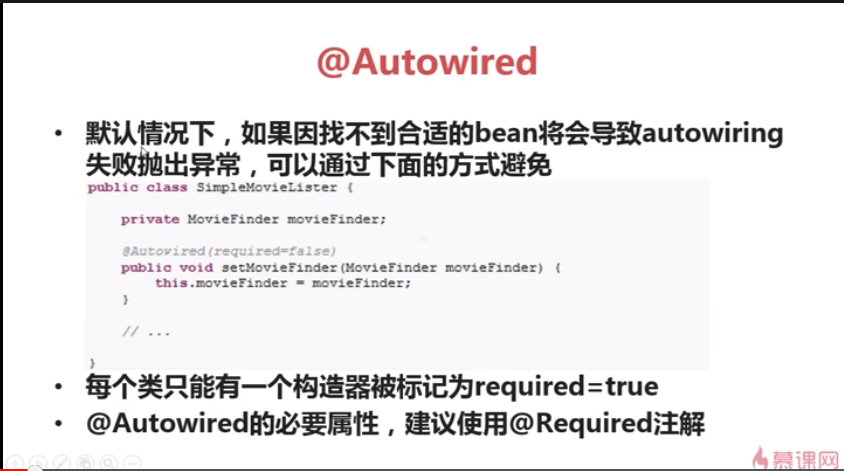 @Autowired
• 默认情况下，如果因找不到合适的bean将会导致autowiring
失败抛出异常，可以通过下面的方式避免
public class SimpleMovieLister {
private MovieFinder movieFinder;
@Autowired(required=false)
public void setMovieFinder(MovieFinder movieFinder) {
this.movieFinder = movieFinder;
}
// ...
}
• 每个类只能有一个构造器被标记为required=true
• @Autowired的必要属性，建议使用@Required注解
慕课网